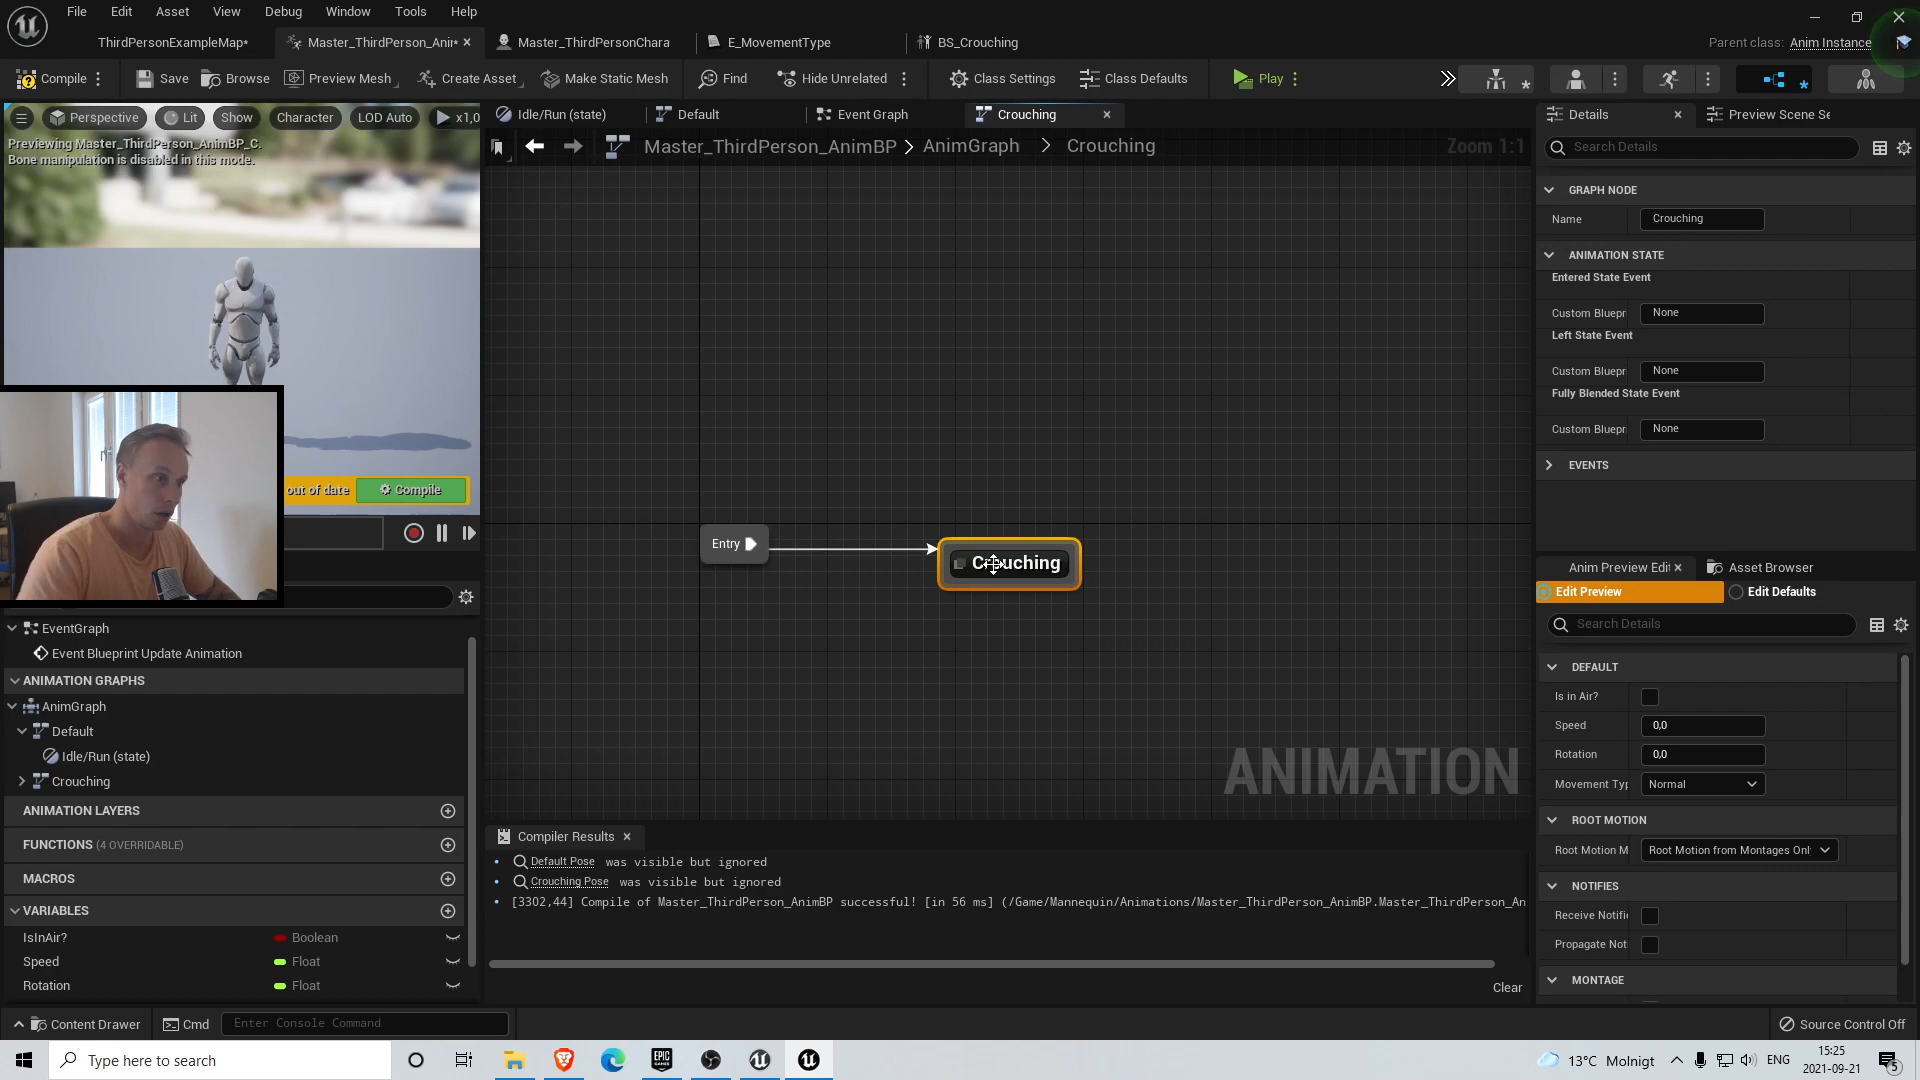 File Edit Asset View Debug Window Tools Help
ThirdPersonExampleMap* Master_ThirdPerson_Anir* Master_ThirdPersonChara E_MovementType BS_Crouching Parent class: Anim Instance
Compile Save Browse Preview Mesh Create Asset Make Static Mesh Find Hide Unrelated Class Settings Class Defaults Play
Perspective Lit Show Character LOD Auto x1,0
Previewing Master_ThirdPerson_AnimBP_C.
Bone manipulation is disabled in this mode.
out of date Compile
Idle/Run (state) Default Event Graph Crouching
Master_ThirdPerson_AnimBP > AnimGraph > Crouching Zoom 1:1
Entry
Crouching
ANIMATION
EventGraph
Event Blueprint Update Animation
ANIMATION GRAPHS
AnimGraph
Default
Idle/Run (state)
Crouching
ANIMATION LAYERS
FUNCTIONS (4 OVERRIDABLE)
MACROS
VARIABLES
IsInAir? Boolean
Speed Float
Rotation Float
Compiler Results
Default Pose was visible but ignored
Crouching Pose was visible but ignored
[3302,44] Compile of Master_ThirdPerson_AnimBP successful! [in 56 ms] (/Game/Mannequin/Animations/Master_ThirdPerson_AnimBP.Master_ThirdPerson_An
Clear
Details Preview Scene Se
Search Details
GRAPH NODE
Name Crouching
ANIMATION STATE
Entered State Event
Custom Bluepr None
Left State Event
Custom Bluepr None
Fully Blended State Event
Custom Bluepr None
EVENTS
Anim Preview Edit Asset Browser
Edit Preview Edit Defaults
Search Details
DEFAULT
Is in Air?
Speed 0,0
Rotation 0,0
Movement Typ Normal
ROOT MOTION
Root Motion M Root Motion from Montages Onl
NOTIFIES
Receive Notifi
Propagate Not
MONTAGE
Content Drawer Cmd Enter Console Command Source Control Off
Type here to search EPIC GAMES 13°C Molnigt ENG 15:25
2021-09-21 5